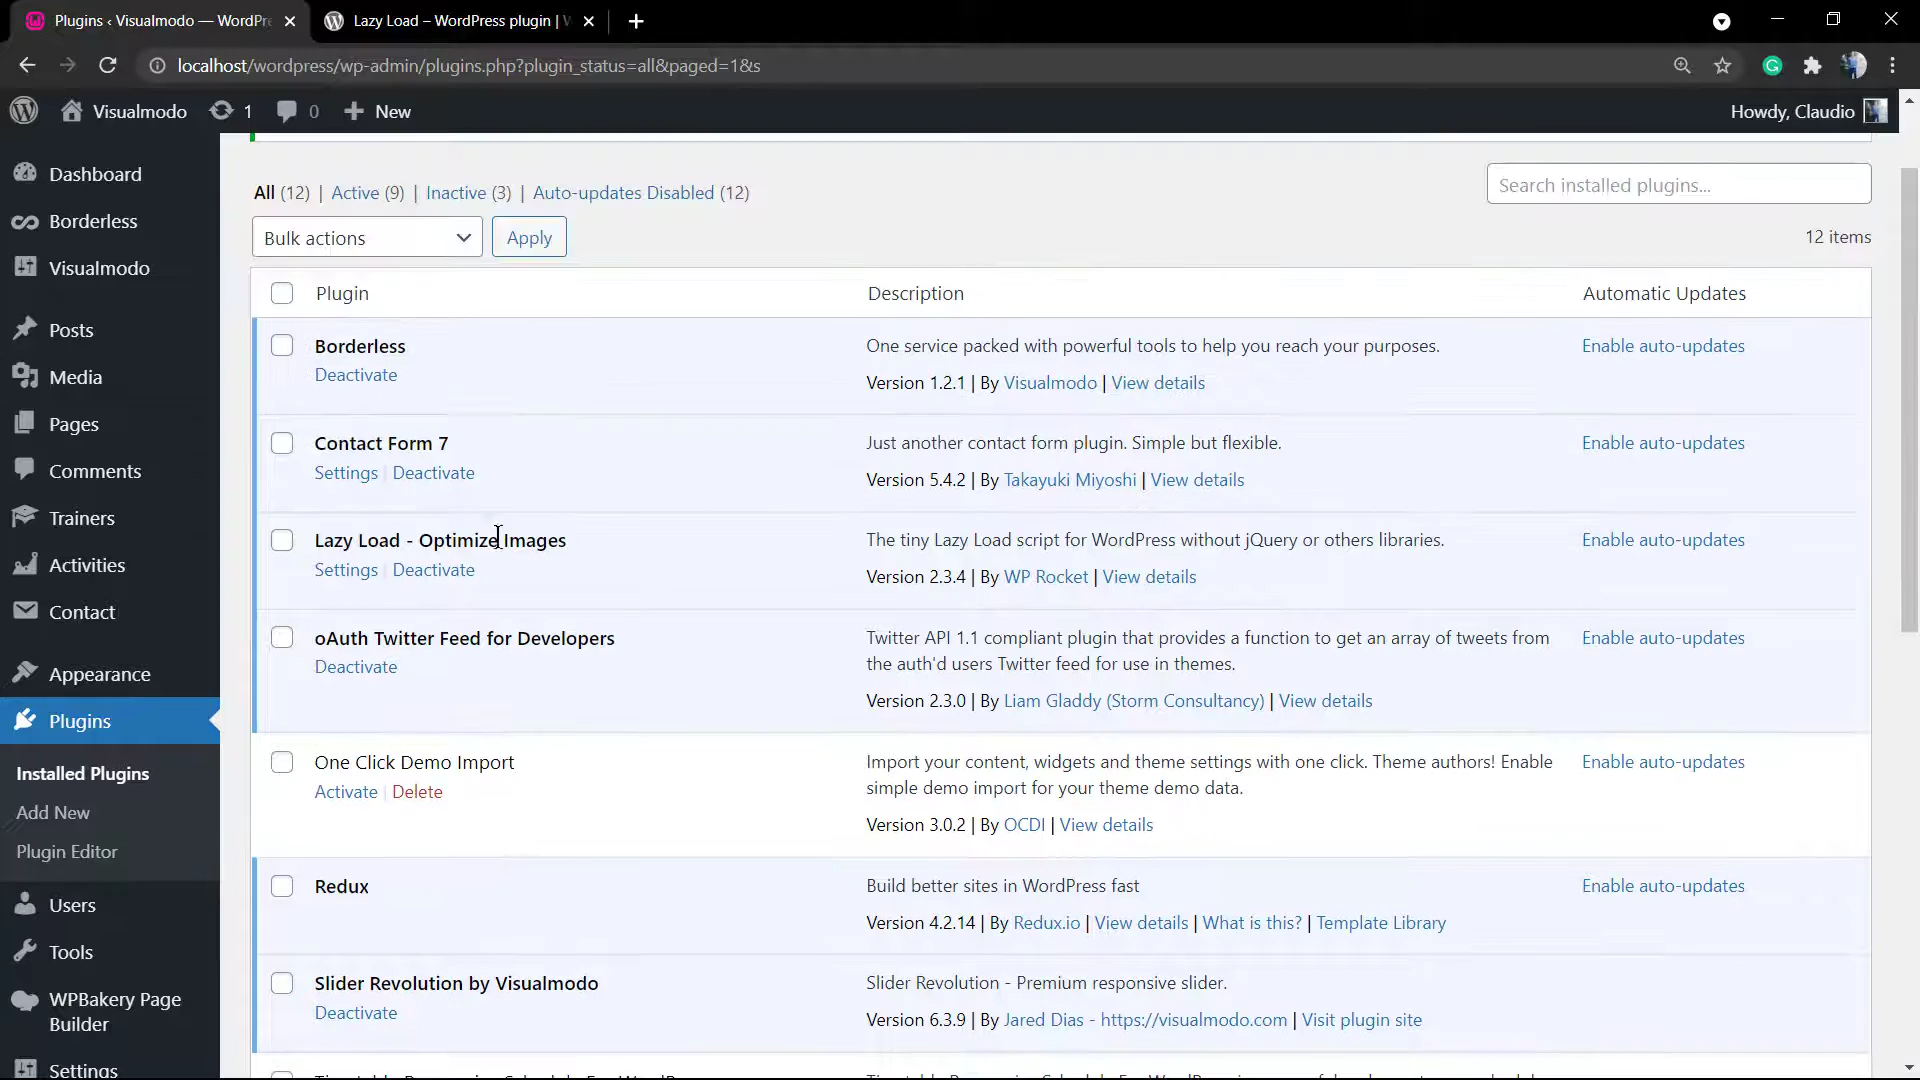 Plugins ‹ Visualmodo — WordPr
Lazy Load – WordPress plugin |
localhost/wordpress/wp-admin/plugins.php?plugin_status=all&paged=1&s
Visualmodo 1 0 New
Howdy, Claudio
Dashboard
Borderless
Visualmodo
Posts
Media
Pages
Comments
Trainers
Activities
Contact
Appearance
Plugins
Installed Plugins
Add New
Plugin Editor
Users
Tools
WPBakery Page
Builder
Settings
All (12) | Active (9) | Inactive (3) | Auto-updates Disabled (12)
Search installed plugins...
Bulk actions
Apply
12 items
Plugin Description Automatic Updates
Borderless
Deactivate
One service packed with powerful tools to help you reach your purposes.
Version 1.2.1 | By Visualmodo | View details
Enable auto-updates
Contact Form 7
Settings | Deactivate
Just another contact form plugin. Simple but flexible.
Version 5.4.2 | By Takayuki Miyoshi | View details
Enable auto-updates
Lazy Load - Optimize Images
Settings | Deactivate
The tiny Lazy Load script for WordPress without jQuery or others libraries.
Version 2.3.4 | By WP Rocket | View details
Enable auto-updates
oAuth Twitter Feed for Developers
Deactivate
Twitter API 1.1 compliant plugin that provides a function to get an array of tweets from
the auth'd users Twitter feed for use in themes.
Version 2.3.0 | By Liam Gladdy (Storm Consultancy) | View details
Enable auto-updates
One Click Demo Import
Activate | Delete
Import your content, widgets and theme settings with one click. Theme authors! Enable
simple demo import for your theme demo data.
Version 3.0.2 | By OCDI | View details
Enable auto-updates
Redux
Build better sites in WordPress fast
Version 4.2.14 | By Redux.io | View details | What is this? | Template Library
Enable auto-updates
Slider Revolution by Visualmodo
Deactivate
Slider Revolution - Premium responsive slider.
Version 6.3.9 | By Jared Dias - https://visualmodo.com | Visit plugin site